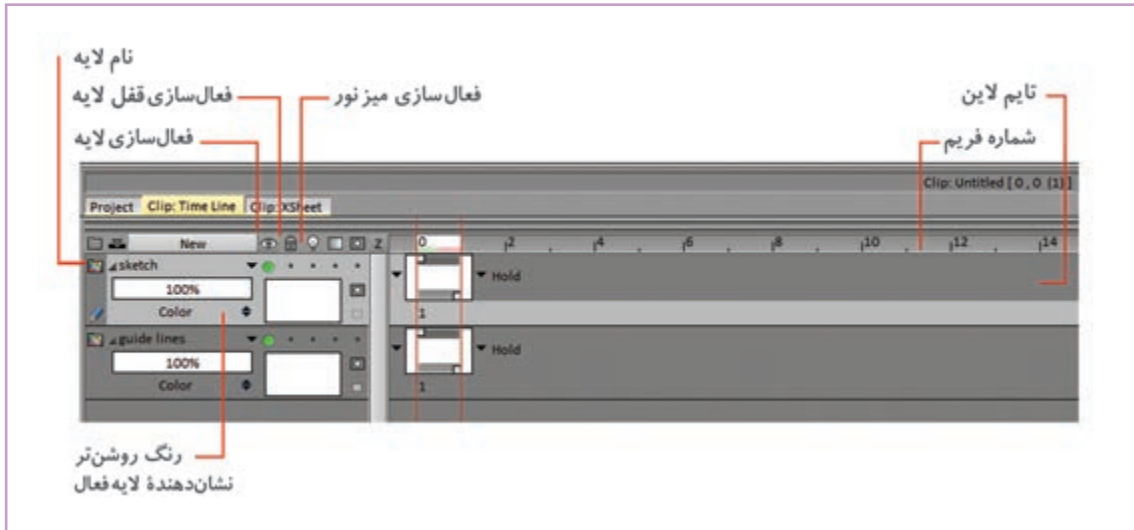 نام لایه
فعال‌سازی قفل لایه
فعال‌سازی میز نور
تایم لاین
فعال‌سازی لایه
شماره فریم
Clip: Untitled [ 0 , 0 (1) ]
Project Clip: Time Line Clip: XSheet
New Z 0 2 4 6 8 10 12 14
sketch
Hold
100%
Color 1
guide lines
Hold
100%
Color 1
رنگ روشن‌تر
نشان‌دهندهٔ لایه فعال